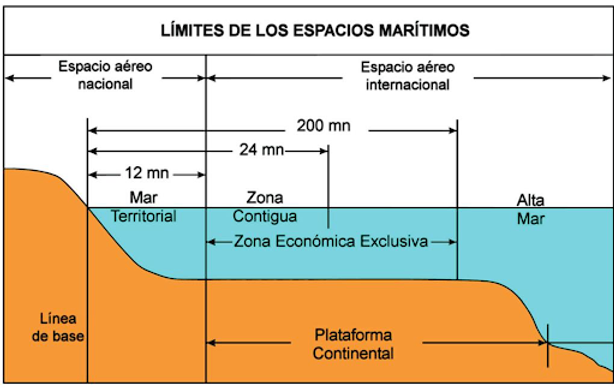 LÍMITES DE LOS ESPACIOS MARÍTIMOS
Espacio aéreo
nacional
Espacio aéreo
internacional
200 mn
24 mn
12 mn
Mar
Territorial
Zona
Contigua
Alta
Mar
Zona Económica Exclusiva
Línea
de base
Plataforma
Continental